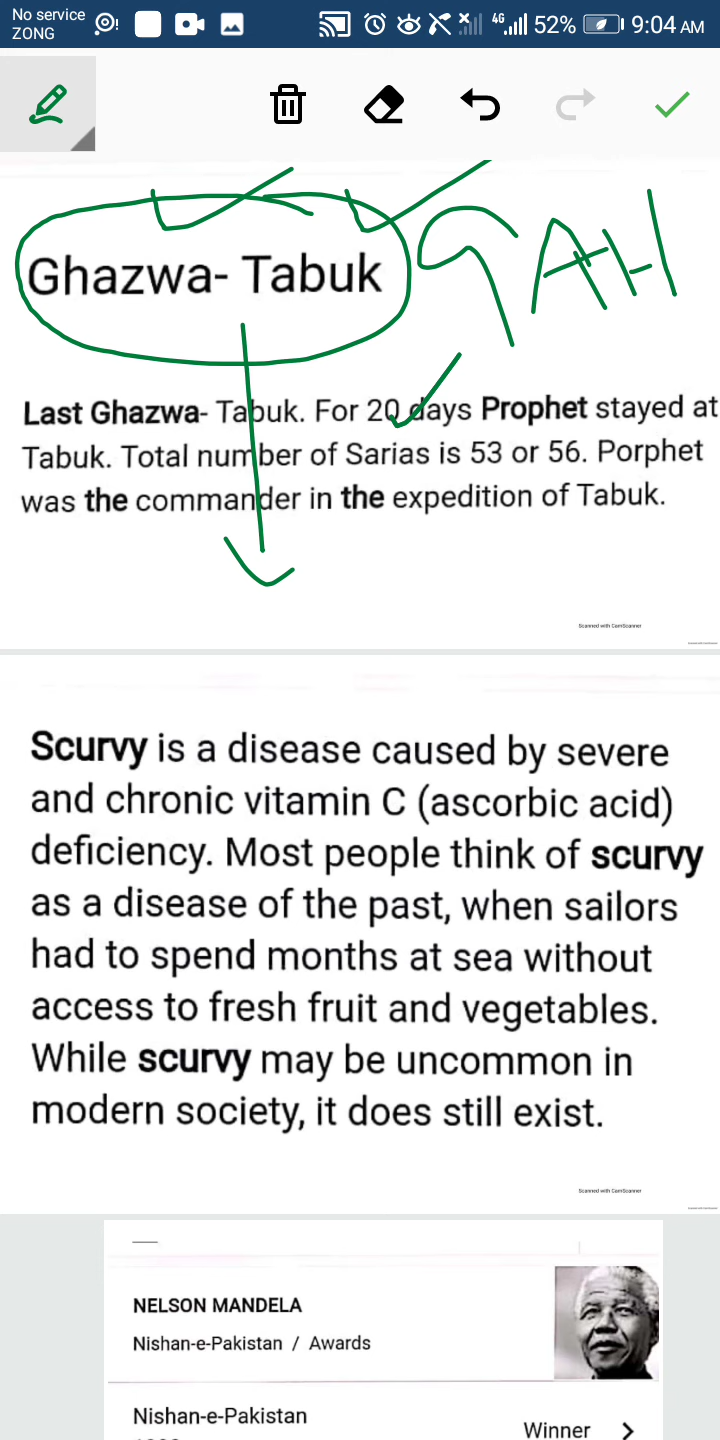 No service
ZONG
4G
52%
9:04 AM
Ghazwa- Tabuk
9AH
Last Ghazwa- Tabuk. For 20 days Prophet stayed at
Tabuk. Total number of Sarias is 53 or 56. Porphet
was the commander in the expedition of Tabuk.
Scanned with CamScanner
Scurvy is a disease caused by severe
and chronic vitamin C (ascorbic acid)
deficiency. Most people think of scurvy
as a disease of the past, when sailors
had to spend months at sea without
access to fresh fruit and vegetables.
While scurvy may be uncommon in
modern society, it does still exist.
Scanned with CamScanner
NELSON MANDELA
Nishan-e-Pakistan / Awards
Nishan-e-Pakistan
Winner